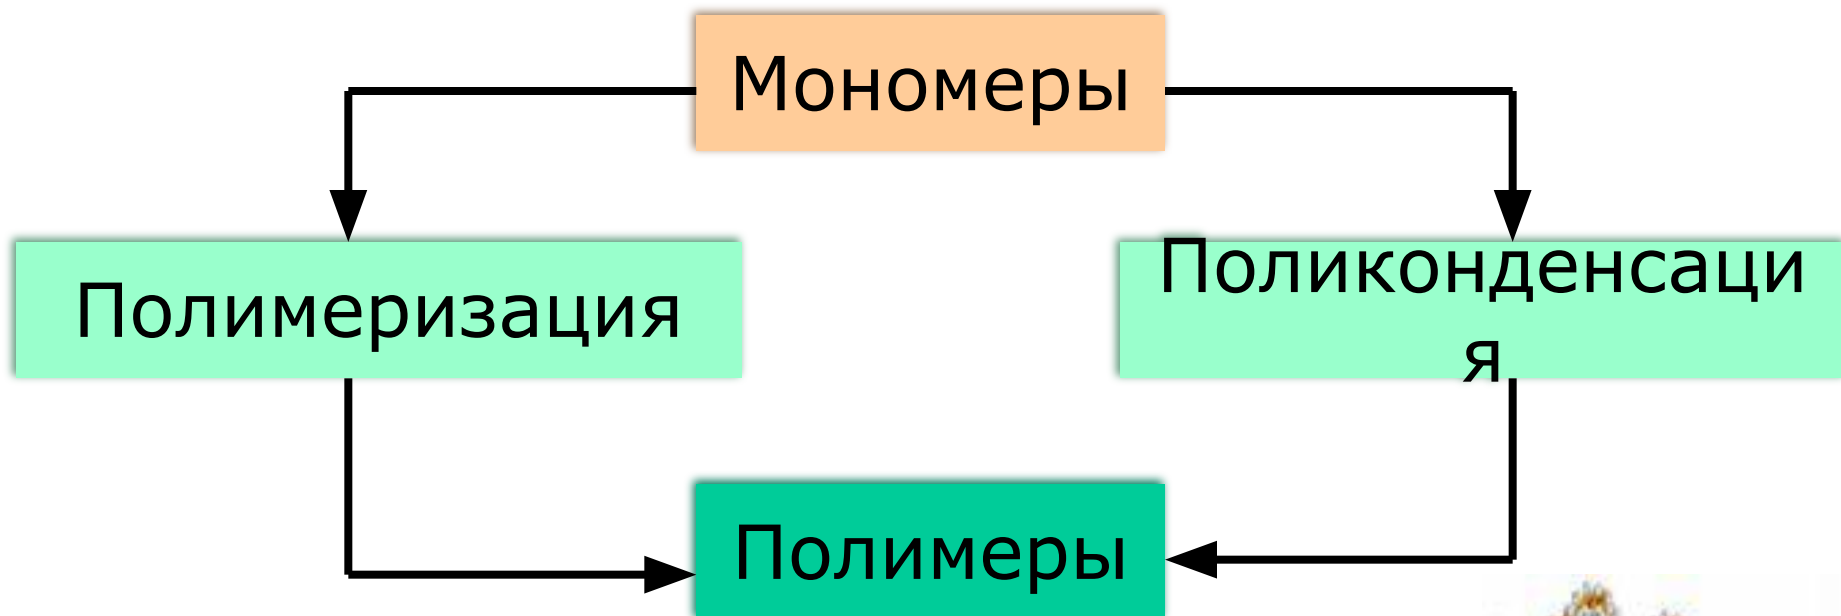 Мономеры
Полимеризация
Поликонденсаци
я
Полимеры